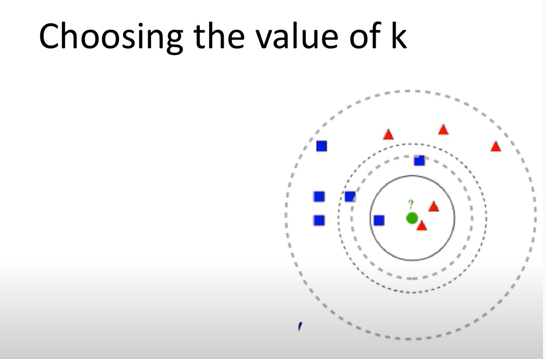 Choosing the value of k
?